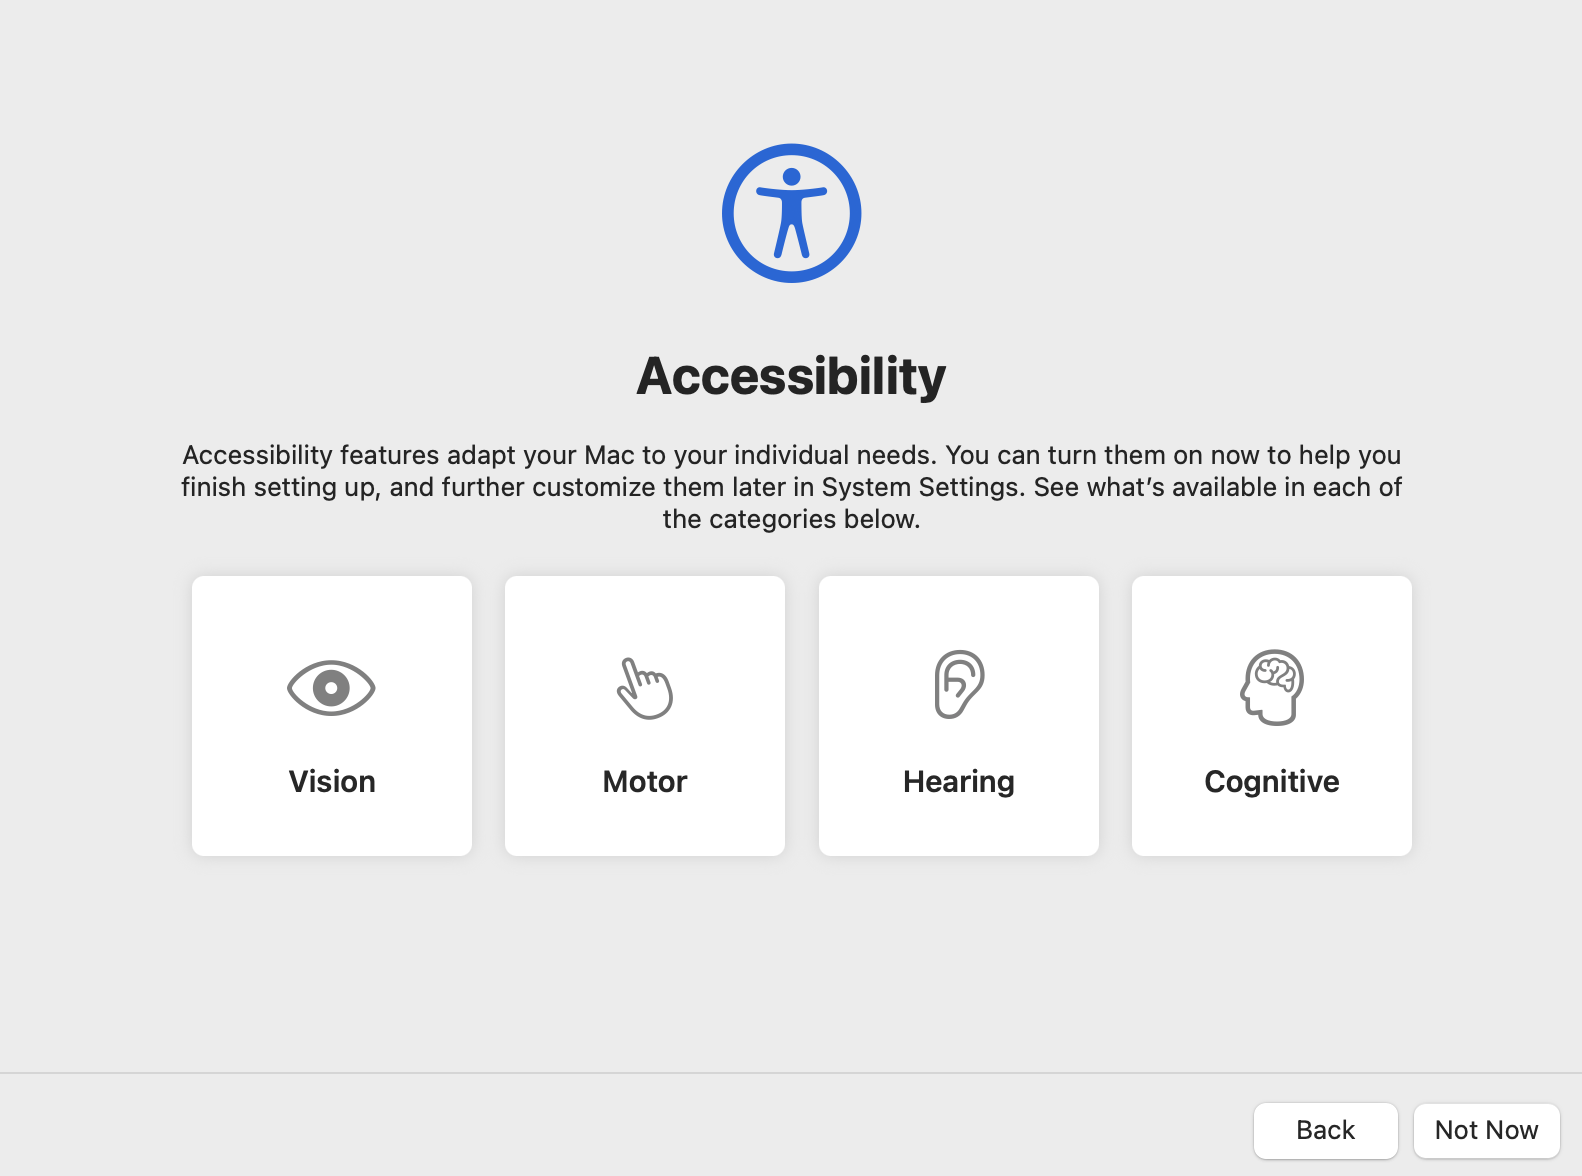 Accessibility
Accessibility features adapt your Mac to your individual needs. You can turn them on now to help you
finish setting up, and further customize them later in System Settings. See what’s available in each of
the categories below.
Vision
Motor
Hearing
Cognitive
Back
Not Now